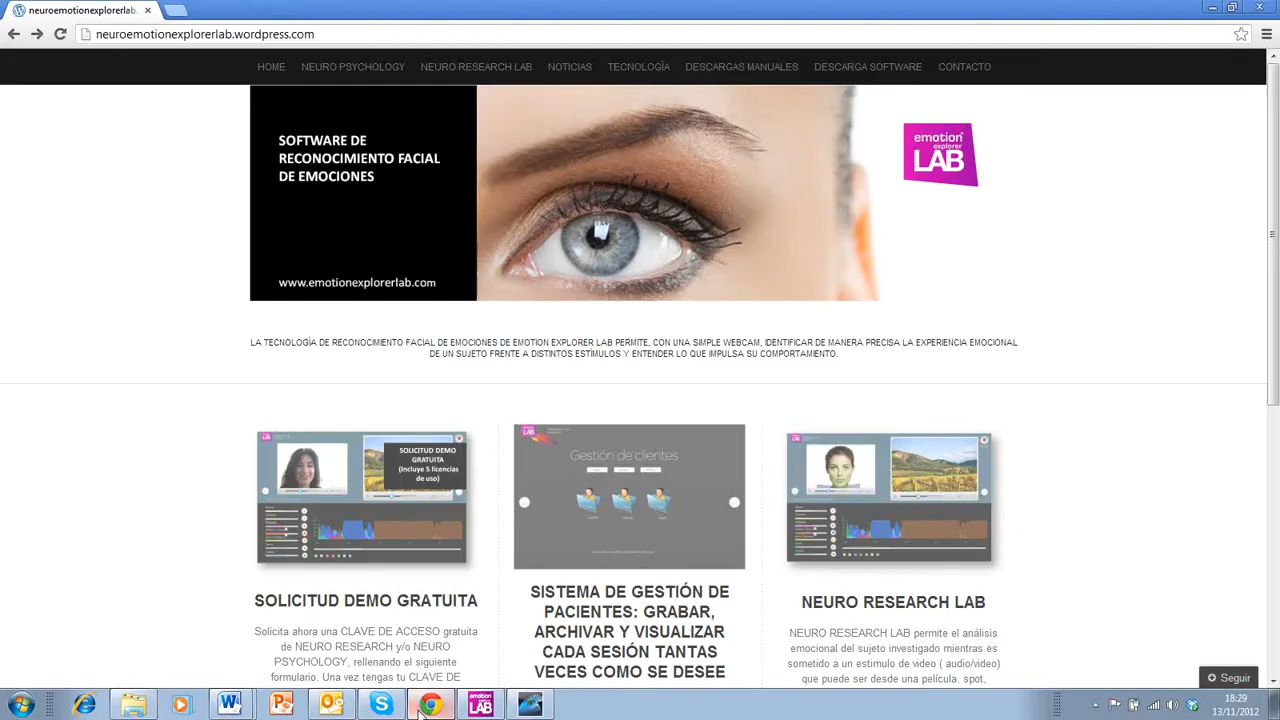 neuroemotionexplorerlab.
neuroemotionexplorerlab.wordpress.com
HOME NEURO PSYCHOLOGY NEURO RESEARCH LAB NOTICIAS TECNOLOGÍA DESCARGAS MANUALES DESCARGA SOFTWARE CONTACTO
SOFTWARE DE
RECONOCIMIENTO FACIAL
DE EMOCIONES
www.emotionexplorerlab.com
emotion
explorer
LAB
LA TECNOLOGÍA DE RECONOCIMIENTO FACIAL DE EMOCIONES DE EMOTION EXPLORER LAB PERMITE, CON UNA SIMPLE WEBCAM, IDENTIFICAR DE MANERA PRECISA LA EXPERIENCIA EMOCIONAL
DE UN SUJETO FRENTE A DISTINTOS ESTÍMULOS Y ENTENDER LO QUE IMPULSA SU COMPORTAMIENTO.
SOLICITUD DEMO
GRATUITA
(Incluye 5 licencias
de uso)
SOLICITUD DEMO GRATUITA
Solicita ahora una CLAVE DE ACCESO gratuita
de NEURO RESEARCH y/o NEURO
PSYCHOLOGY, rellenando el siguiente
formulario. Una vez tengas tu CLAVE DE
LAB
Gestión de clientes
SISTEMA DE GESTIÓN DE
PACIENTES: GRABAR,
ARCHIVAR Y VISUALIZAR
CADA SESIÓN TANTAS
VECES COMO SE DESEE
NEURO RESEARCH LAB
NEURO RESEARCH LAB permite el análisis
emocional del sujeto investigado mientras es
sometido a un estimulo de video ( audio/video)
que puede ser desde una película, spot,
Seguir
emotion
LAB
18:29
13/11/2012